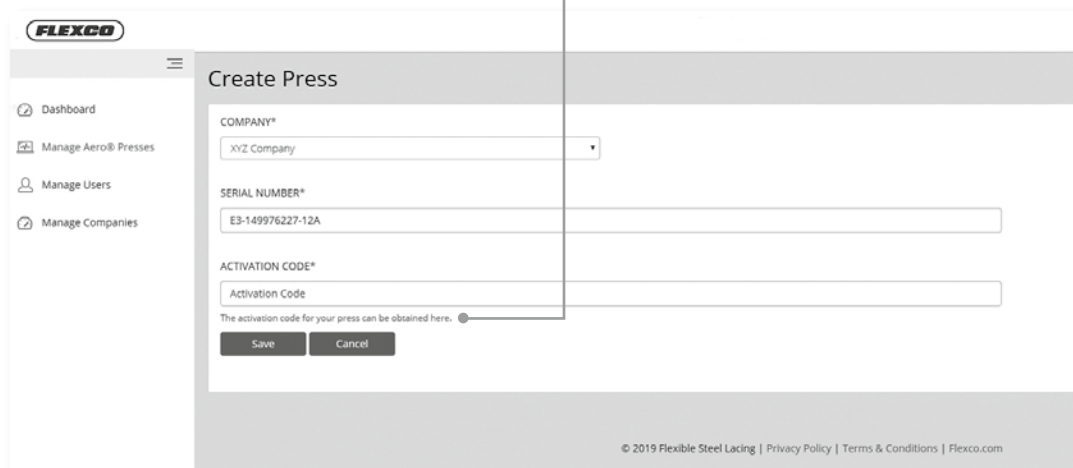 FLEXCO
Create Press
Dashboard
Manage Aero® Presses
Manage Users
Manage Companies
COMPANY*
XYZ Company
SERIAL NUMBER*
E3-149976227-12A
ACTIVATION CODE*
Activation Code
The activation code for your press can be obtained here.
Save Cancel
© 2019 Flexible Steel Lacing | Privacy Policy | Terms & Conditions | Flexco.com